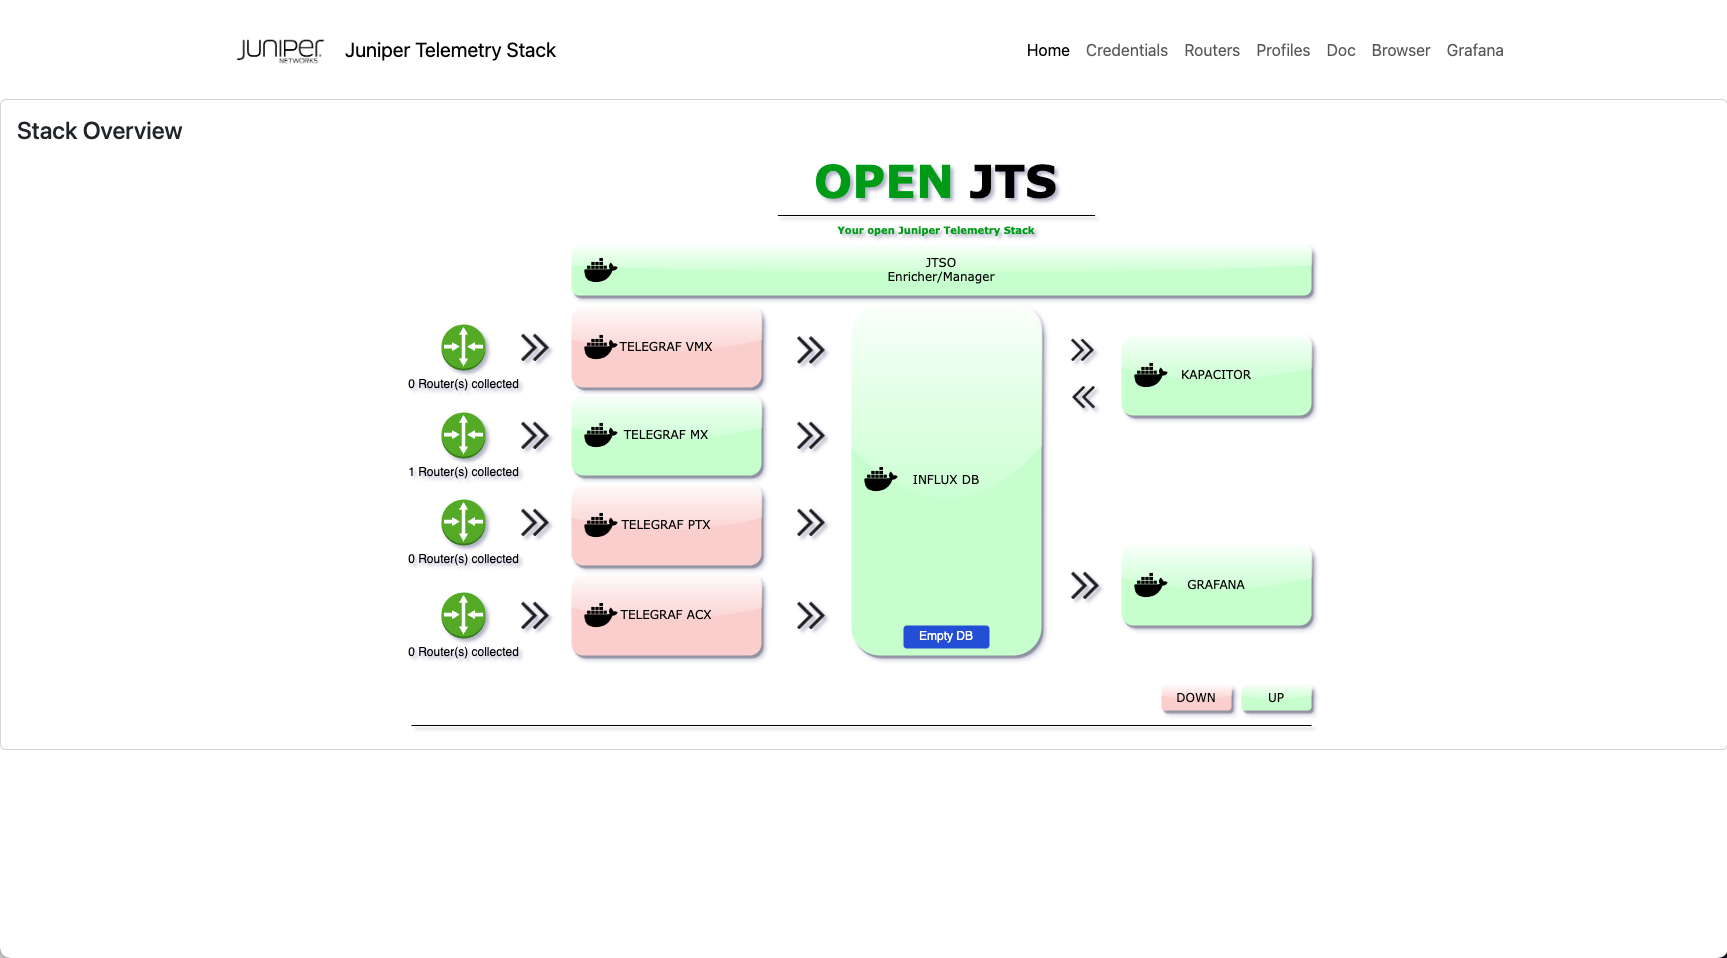 JUNIPER
NETWORKS
Juniper Telemetry Stack
Home Credentials Routers Profiles Doc Browser Grafana
Stack Overview
OPEN JTS
Your open Juniper Telemetry Stack
JTSO
Enricher/Manager
TELEGRAF VMX
0 Router(s) collected
KAPACITOR
TELEGRAF MX
1 Router(s) collected
INFLUX DB
TELEGRAF PTX
0 Router(s) collected
GRAFANA
TELEGRAF ACX
Empty DB
0 Router(s) collected
DOWN UP